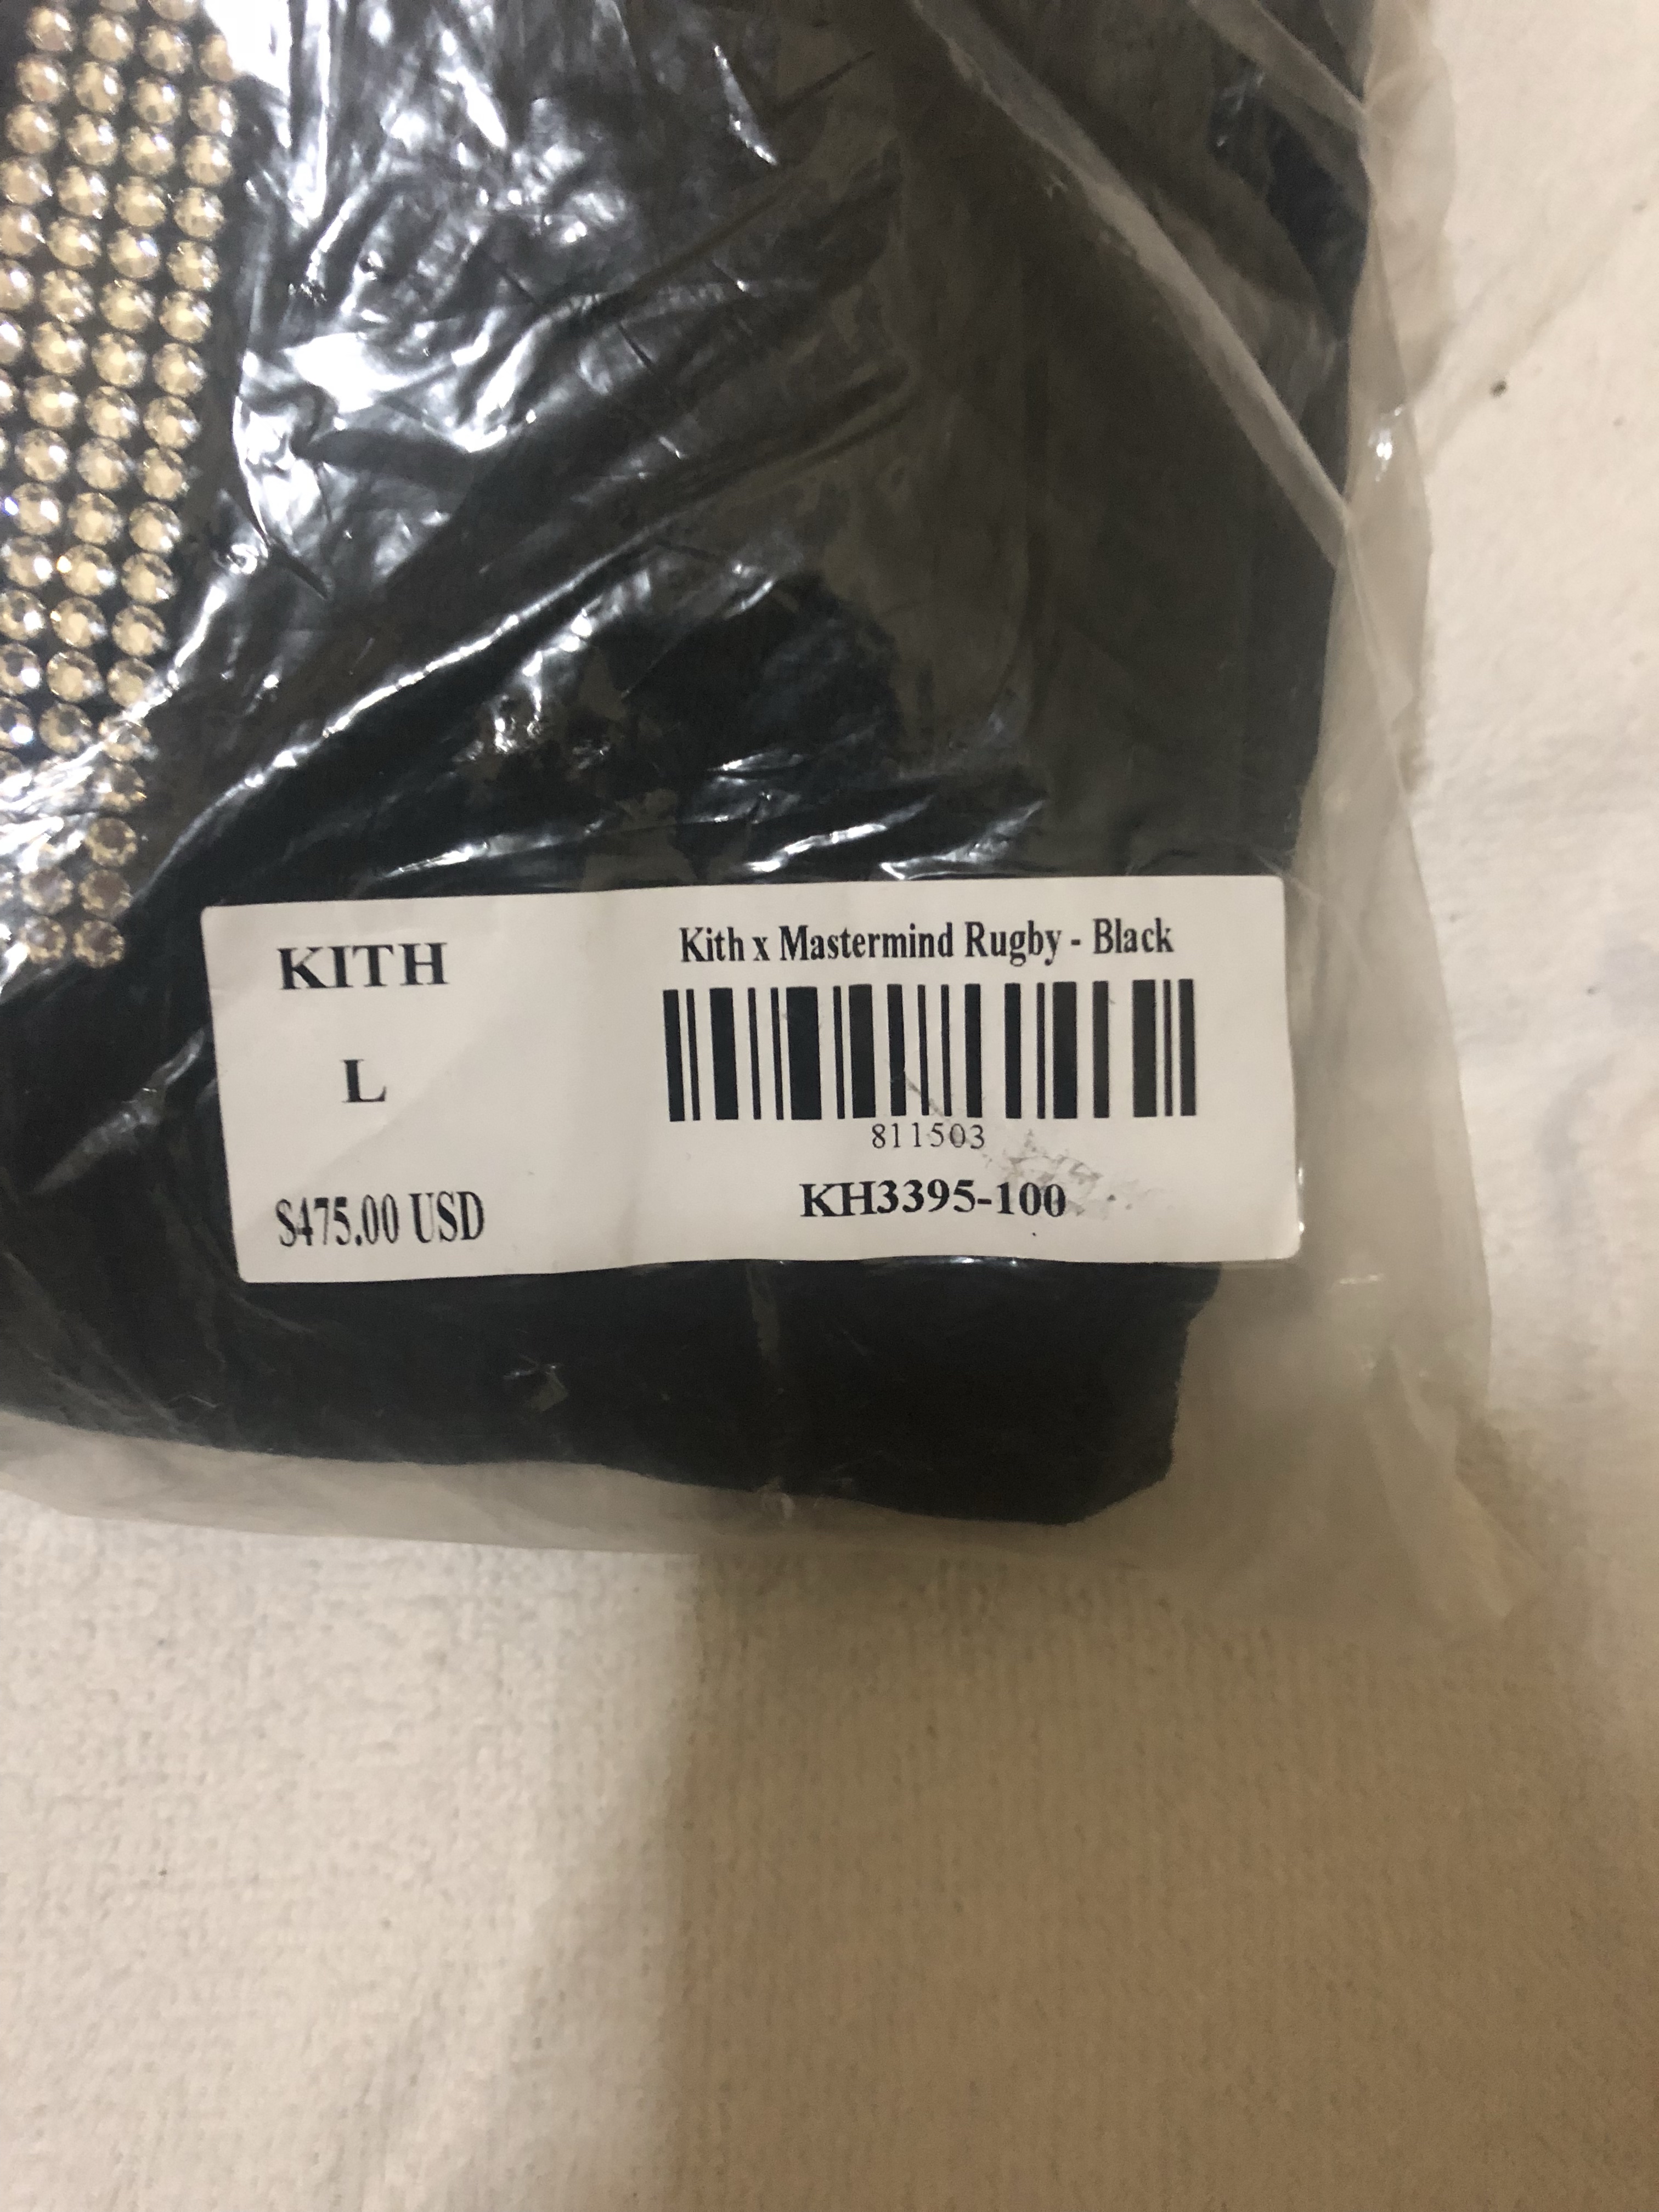 KITH
L
$475.00 USD
Kith x Mastermind Rugby - Black
811503
KH3395-100